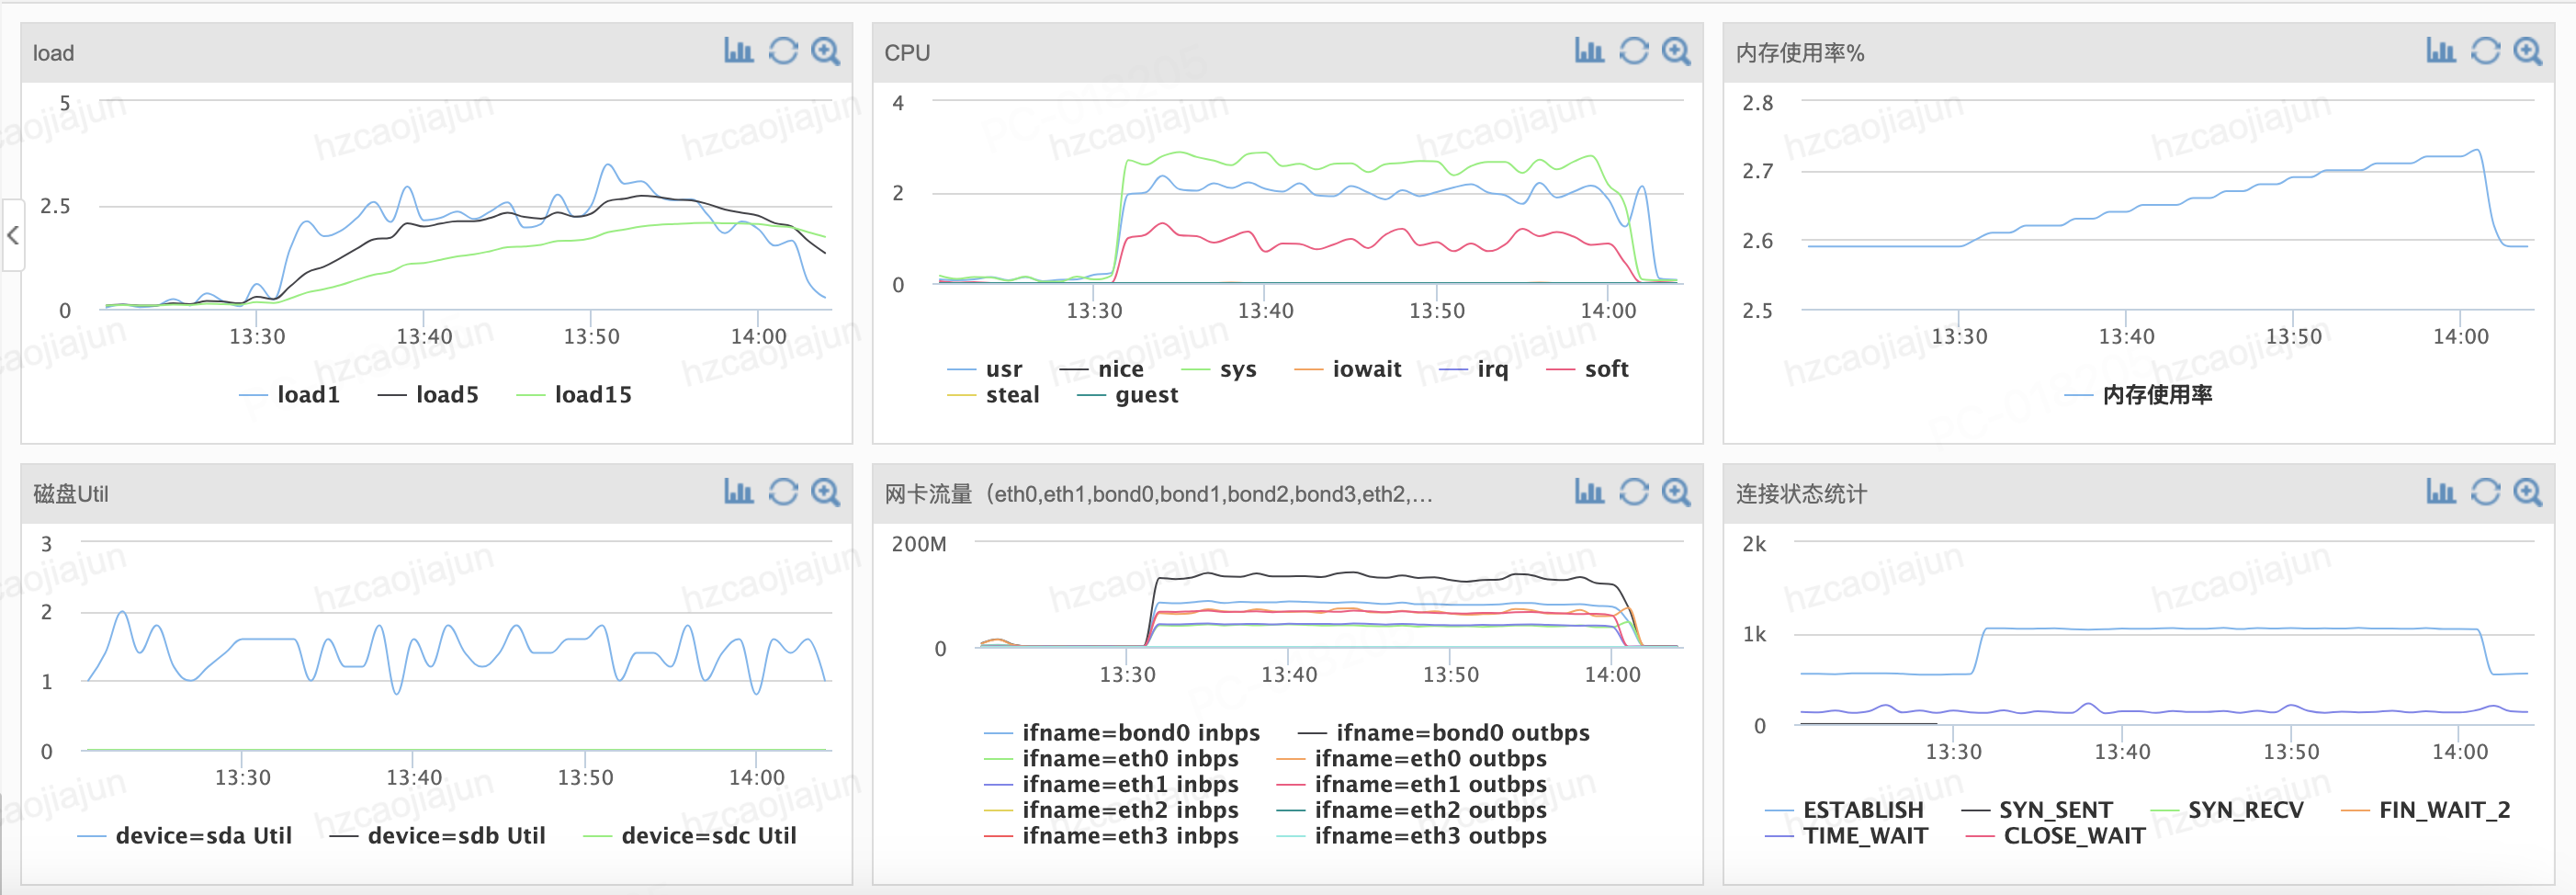 load
5
2.5
0
13:30 13:40 13:50 14:00
load1 load5 load15
CPU
4
2
0
13:30 13:40 13:50 14:00
usr nice sys iowait irq soft
steal guest
内存使用率%
2.8
2.7
2.6
2.5
13:30 13:40 13:50 14:00
内存使用率
磁盘Util
3
2
1
0
13:30 13:40 13:50 14:00
device=sda Util device=sdb Util device=sdc Util
网卡流量（eth0,eth1,bond0,bond1,bond2,bond3,eth2,...
200M
0
13:30 13:40 13:50 14:00
ifname=bond0 inbps ifname=bond0 outbps
ifname=eth0 inbps ifname=eth0 outbps
ifname=eth1 inbps ifname=eth1 outbps
ifname=eth2 inbps ifname=eth2 outbps
ifname=eth3 inbps ifname=eth3 outbps
连接状态统计
2k
1k
0
13:30 13:40 13:50 14:00
ESTABLISH SYN_SENT SYN_RECV FIN_WAIT_2
TIME_WAIT CLOSE_WAIT
hzcaojiajun